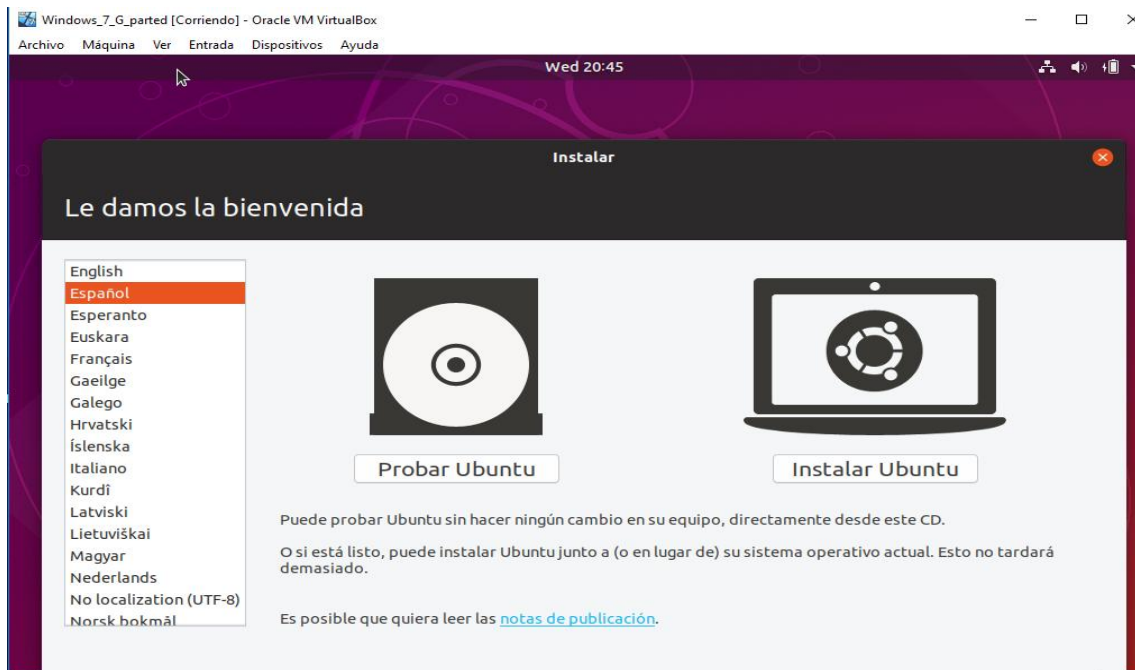 Windows_7_G_parted [Corriendo] - Oracle VM VirtualBox
Archivo Máquina Ver Entrada Dispositivos Ayuda
Wed 20:45
Instalar
Le damos la bienvenida
English
Español
Esperanto
Euskara
Français
Gaeilge
Galego
Hrvatski
Íslenska
Italiano
Kurdî
Latviski
Lietuviškai
Magyar
Nederlands
No localization (UTF-8)
Norsk bokmål
Probar Ubuntu
Instalar Ubuntu
Puede probar Ubuntu sin hacer ningún cambio en su equipo, directamente desde este CD.
O si está listo, puede instalar Ubuntu junto a (o en lugar de) su sistema operativo actual. Esto no tardará
demasiado.
Es posible que quiera leer las notas de publicación.